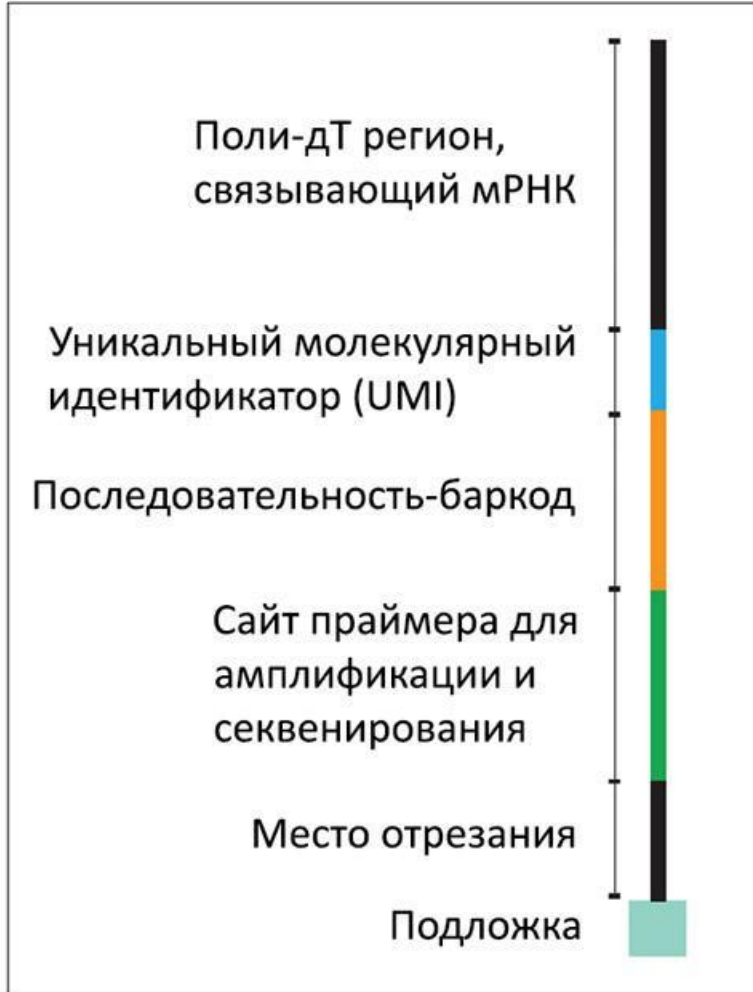 Поли-дТ регион,
связывающий мРНК
Уникальный молекулярный
идентификатор (UMI)
Последовательность-баркод
Сайт праймера для
амплификации и
секвенирования
Место отрезания
Подложка